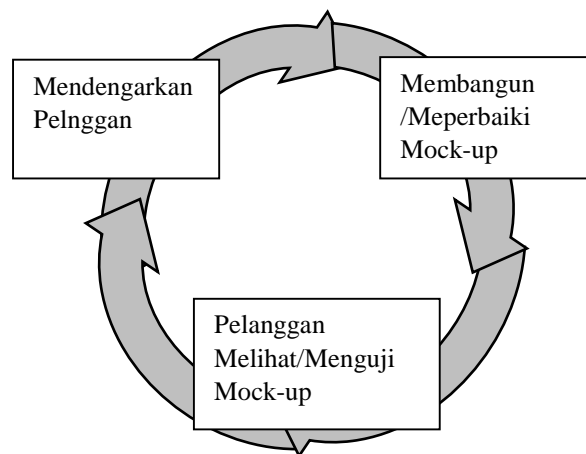 Mendengarkan
Pelnggan
Membangun
/Meperbaiki
Mock-up
Pelanggan
Melihat/Menguji
Mock-up